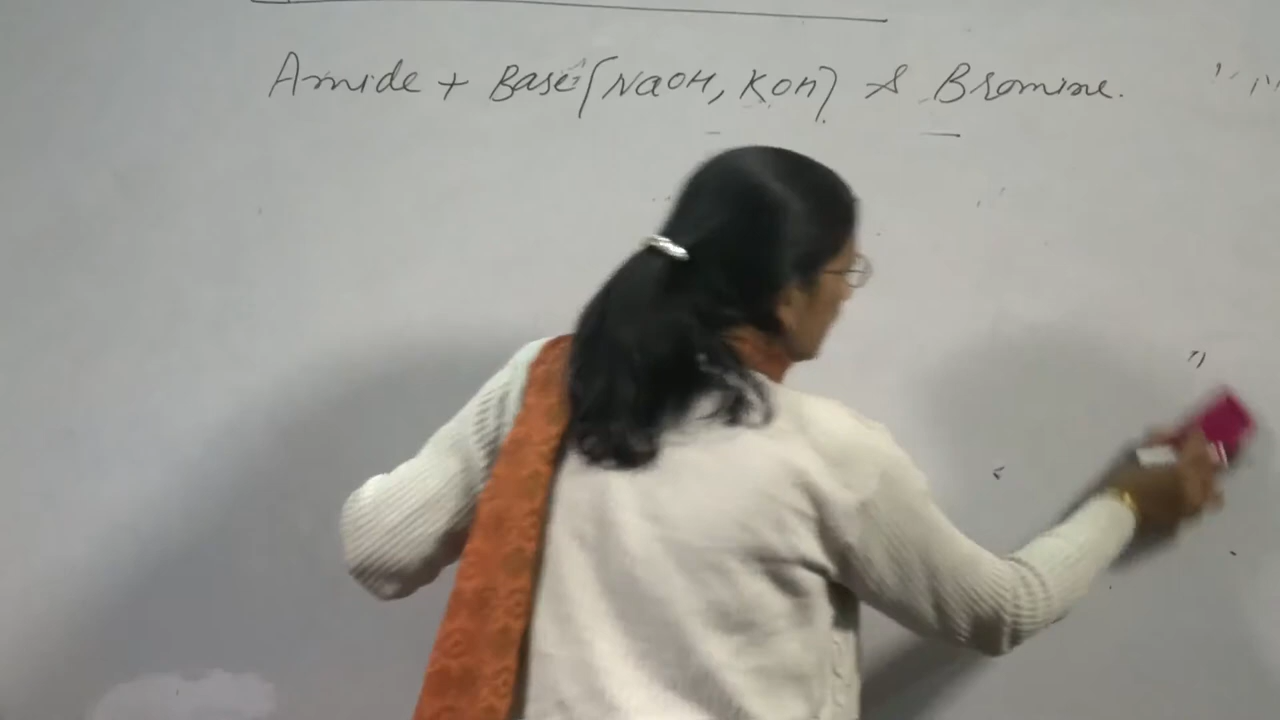 Amide + Base (NaOH, KOH) & Bromine.